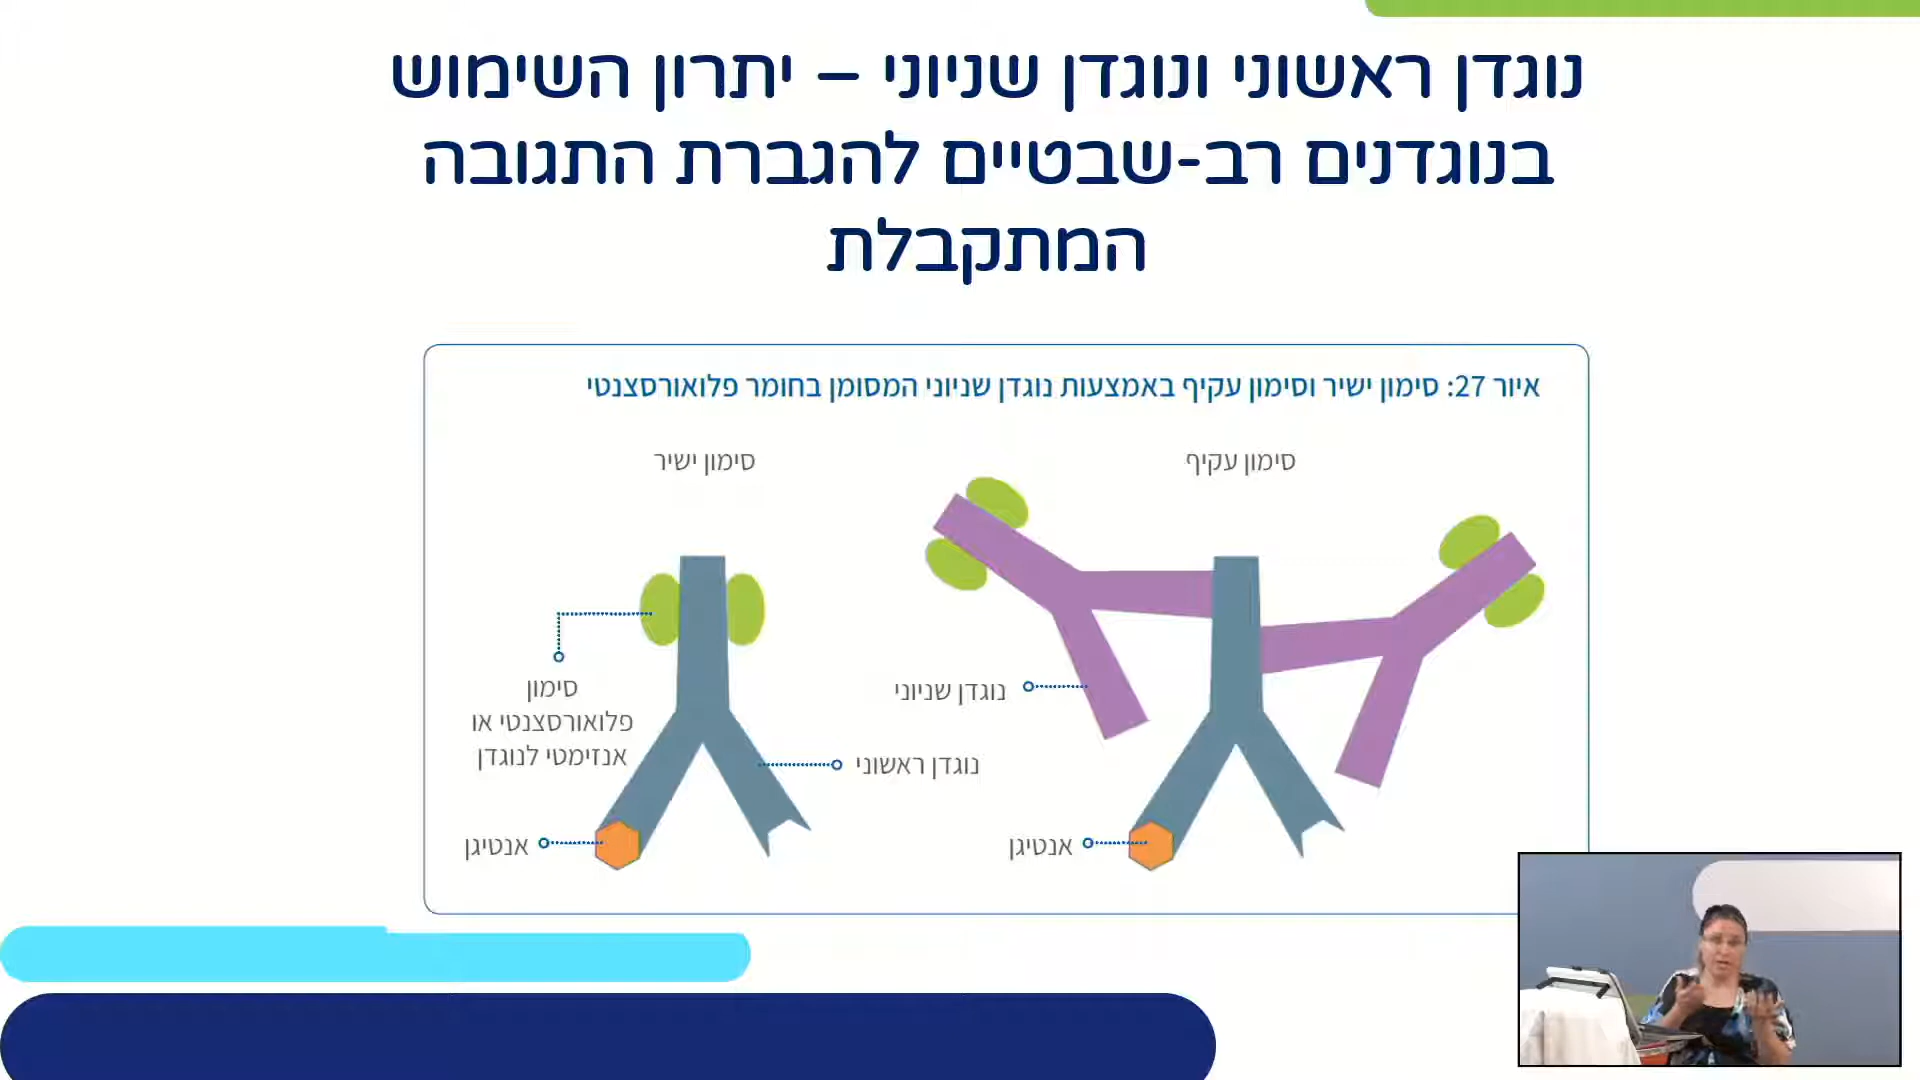 נוגדן ראשוני ונוגדן שניוני – יתרון השימוש
בנוגדנים רב-שבטיים להגברת התגובה
המתקבלת
איור 27: סימון ישיר וסימון עקיף באמצעות נוגדן שניוני המסומן בחומר פלואורסצנטי
סימון עקיף
נוגדן שניוני
אנטיגן
סימון ישיר
סימון
פלואורסצנטי או
אנזימטי לנוגדן
נוגדן ראשוני
אנטיגן